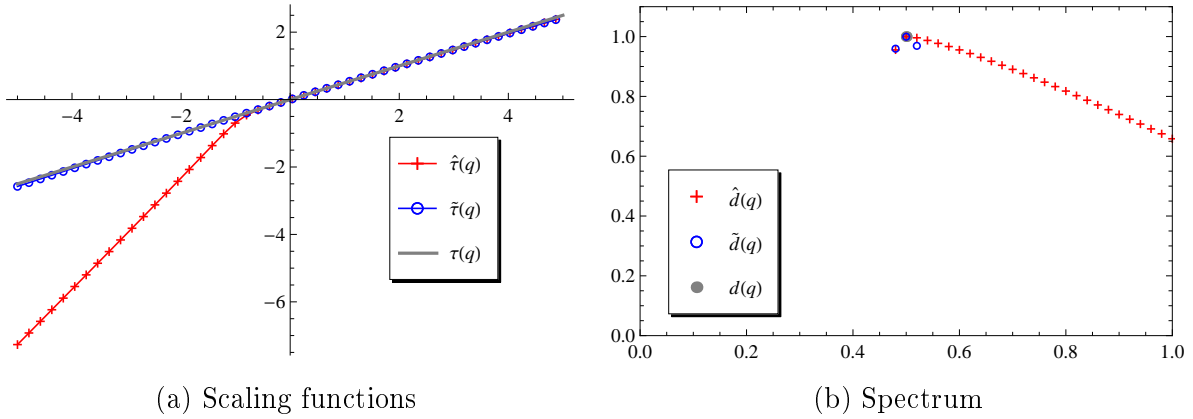 2
−4
−2
2
4
−2
−4
−6
τ̂(q)
τ̃(q)
τ(q)
(a) Scaling functions
1.0
0.8
0.6
0.4
0.2
0.0
0.0
0.2
0.4
0.6
0.8
1.0
d̂(q)
d̃(q)
d(q)
(b) Spectrum